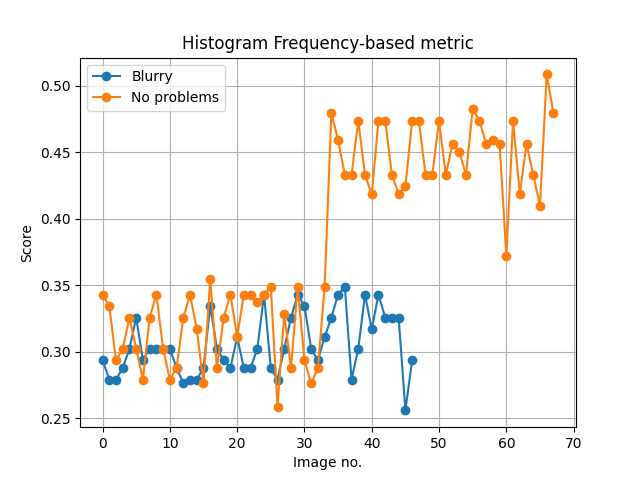 Histogram Frequency-based metric
Blurry
No problems
Score
0.50
0.45
0.40
0.35
0.30
0.25
0 10 20 30 40 50 60 70
Image no.